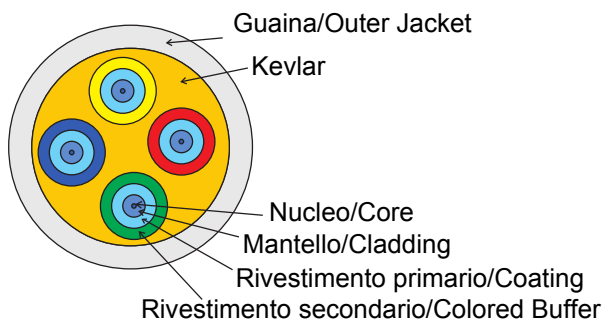 Guaina/Outer Jacket
Kevlar
Nucleo/Core
Mantello/Cladding
Rivestimento primario/Coating
Rivestimento secondario/Colored Buffer